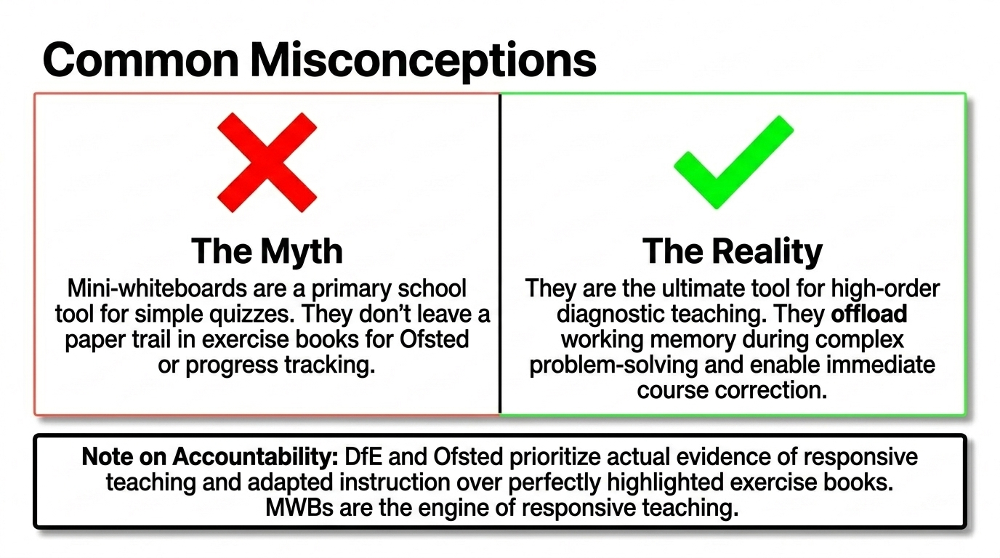 Common Misconceptions
The Myth
Mini-whiteboards are a primary school
tool for simple quizzes. They don’t leave a
paper trail in exercise books for Ofsted
or progress tracking.
The Reality
They are the ultimate tool for high-order
diagnostic teaching. They offload
working memory during complex
problem-solving and enable immediate
course correction.
Note on Accountability: DfE and Ofsted prioritize actual evidence of responsive
teaching and adapted instruction over perfectly highlighted exercise books.
MWBs are the engine of responsive teaching.